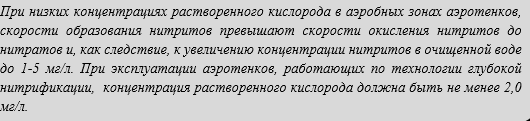 При низких концентрациях растворенного кислорода в аэробных зонах аэротенков,
скорости образования нитритов превышают скорости окисления нитритов до
нитратов и, как следствие, к увеличению концентрации нитритов в очищенной воде
до 1-5 мг/л. При эксплуатации аэротенков, работающих по технологии глубокой
нитрификации, концентрация растворенного кислорода должна быть не менее 2,0
мг/л.